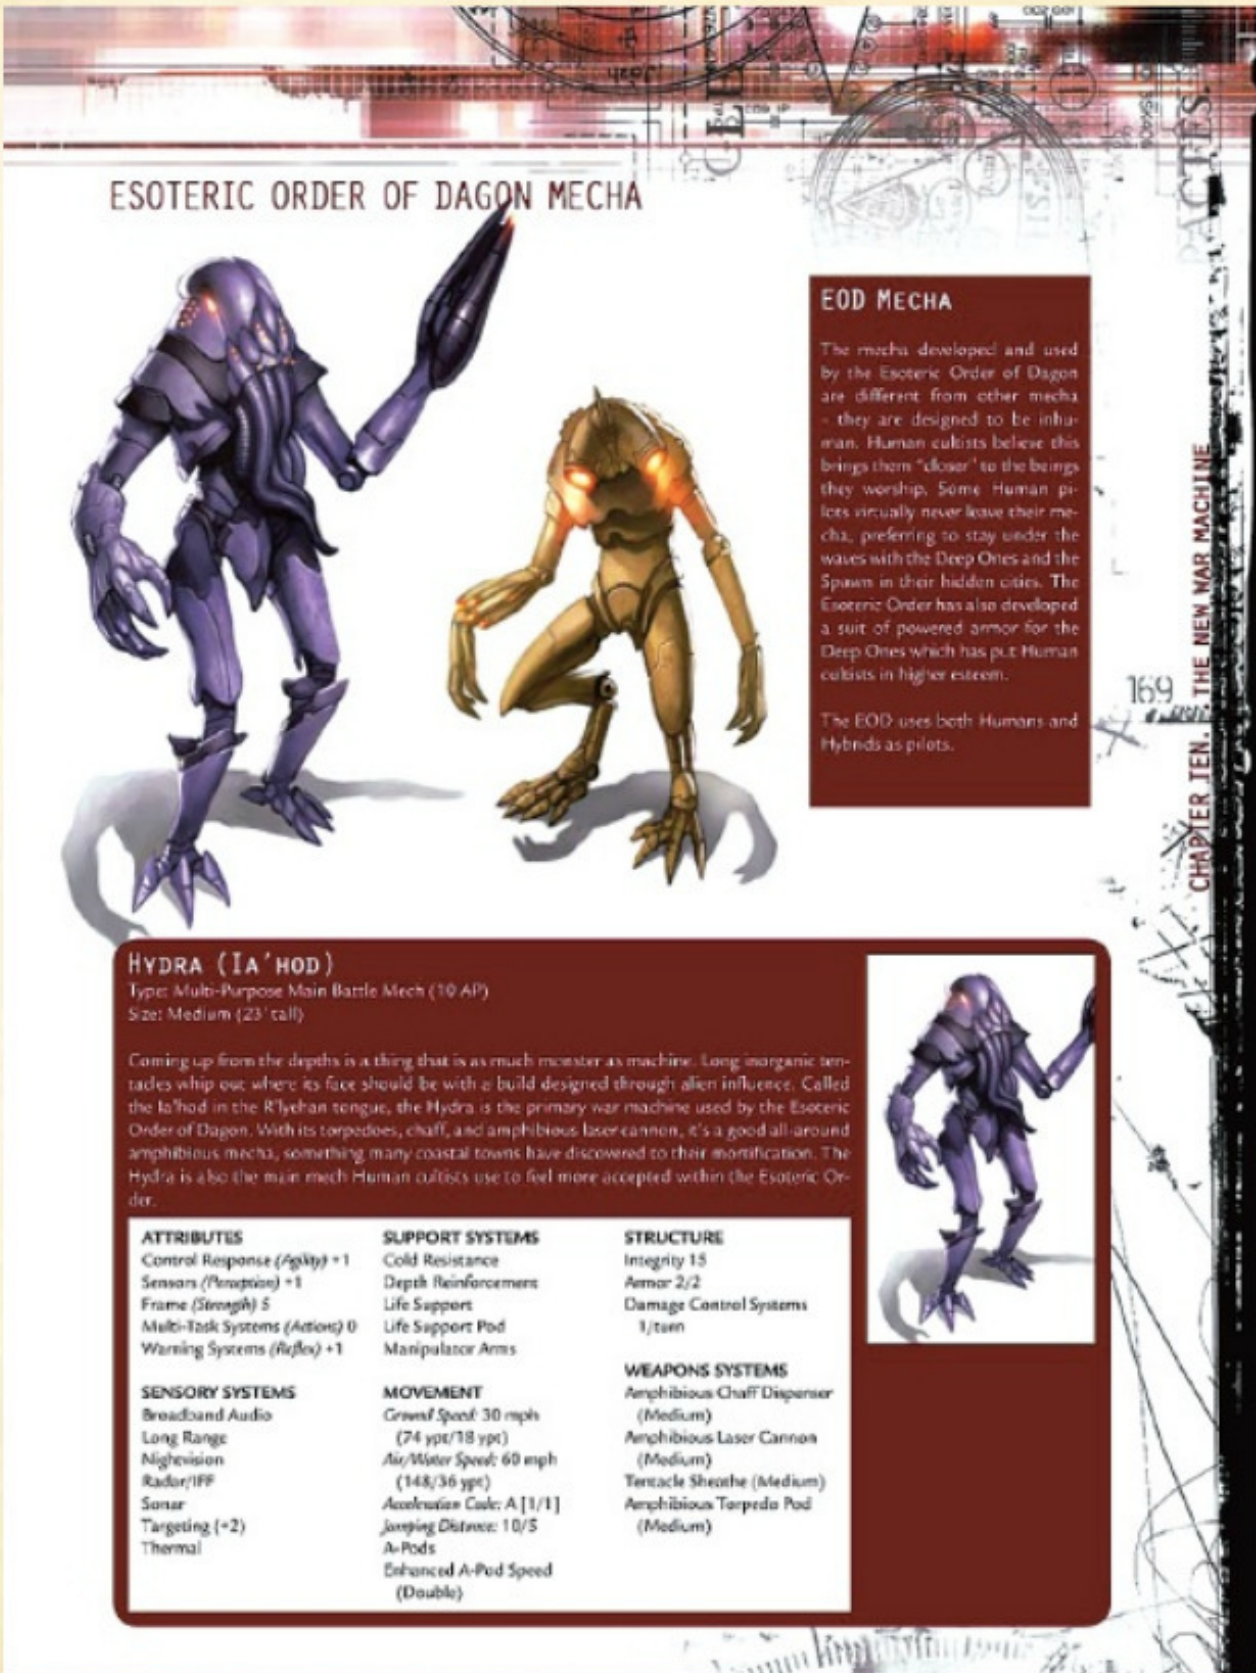 ESOTERIC ORDER OF DAGON MECHA
EOD MECHA
The mecha developed and used
by the Esoteric Order of Dagon
are different from other mecha
- they are designed to be inhu-
man. Human cultists believe this
brings them "closer" to the beings
they worship. Some Human pi-
lots virtually never leave their me-
cha, preferring to stay under the
waves with the Deep Ones and the
Spawn in their hidden cities. The
Esoteric Order has also developed
a suit of powered armor for the
Deep Ones which has put Human
cultists in higher esteem.
The EOD uses both Humans and
Hybrids as pilots.
169
CHAPTER TEN. THE NEW WAR MACHINE
HYDRA (IA'HOD)
Type: Multi-Purpose Main Battle Mech (10 AP)
Size: Medium (23' tall)
Coming up from the depths is a thing that is as much monster as machine. Long inorganic ten-
tacles whip out where its face should be with a build designed through alien influence. Called
the Ia'hod in the R'lyehan tongue, the Hydra is the primary war machine used by the Esoteric
Order of Dagon. With its torpedoes, chaff, and amphibious laser cannon, it's a good all-around
amphibious mecha, something many coastal towns have discovered to their mortification. The
Hydra is also the main mech Human cultists use to feel more accepted within the Esoteric Or-
der.
ATTRIBUTES
Control Response (Agility) +1
Sensors (Perception) +1
Frame (Strength) 5
Multi-Task Systems (Actions) 0
Warning Systems (Reflex) +1
SENSORY SYSTEMS
Broadband Audio
Long Range
Nightvision
Radar/IFF
Sonar
Targeting (+2)
Thermal
SUPPORT SYSTEMS
Cold Resistance
Depth Reinforcement
Life Support
Life Support Pod
Manipulator Arms
MOVEMENT
Ground Speed: 30 mph
(74 ypt/18 ypt)
Air/Water Speed: 60 mph
(148/36 ypt)
Acceleration Code: A [1/1]
Jumping Distance: 10/5
A-Pods
Enhanced A-Pod Speed
(Double)
STRUCTURE
Integrity 15
Armor 2/2
Damage Control Systems
1/turn
WEAPONS SYSTEMS
Amphibious Chaff Dispenser
(Medium)
Amphibious Laser Cannon
(Medium)
Tentacle Sheathe (Medium)
Amphibious Torpedo Pod
(Medium)